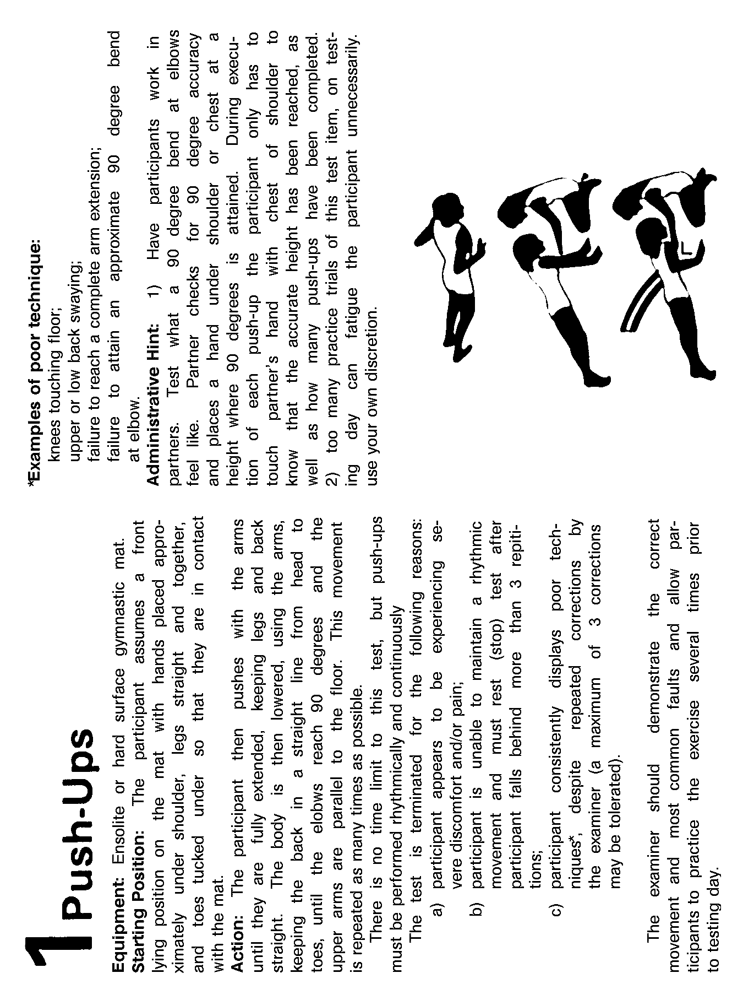 1 Push-Ups
Equipment: Ensolite or hard surface gymnastic mat.
Starting Position: The participant assumes a front
lying position on the mat with hands placed appro-
ximately under shoulder, legs straight and together,
and toes tucked under so that they are in contact
with the mat.
Action: The participant then pushes with the arms
until they are fully extended, keeping legs and back
straight. The body is then lowered, using the arms,
keeping the back in a straight line from head to
toes, until the elobws reach 90 degrees and the
upper arms are parallel to the floor. This movement
is repeated as many times as possible.
There is no time limit to this test, but push-ups
must be performed rhythmically and continuously
The test is terminated for the following reasons:
a) participant appears to be experiencing se-
vere discomfort and/or pain;
b) participant is unable to maintain a rhythmic
movement and must rest (stop) test after
participant falls behind more than 3 repiti-
tions;
c) participant consistently displays poor tech-
niques*, despite repeated corrections by
the examiner (a maximum of 3 corrections
may be tolerated).
The examiner should demonstrate the correct
movement and most common faults and allow par-
ticipants to practice the exercise several times prior
to testing day.
*Examples of poor technique:
knees touching floor;
upper or low back swaying;
failure to reach a complete arm extension;
failure to attain an approximate 90 degree bend
at elbow.
Administrative Hint: 1) Have participants work in
partners. Test what a 90 degree bend at elbows
feel like. Partner checks for 90 degree accuracy
and places a hand under shoulder or chest at a
height where 90 degrees is attained. During execu-
tion of each push-up the participant only has to
touch partner's hand with chest of shoulder to
know that the accurate height has been reached, as
well as how many push-ups have been completed.
2) too many practice trials of this test item, on test-
ing day can fatigue the participant unnecessarily.
use your own discretion.